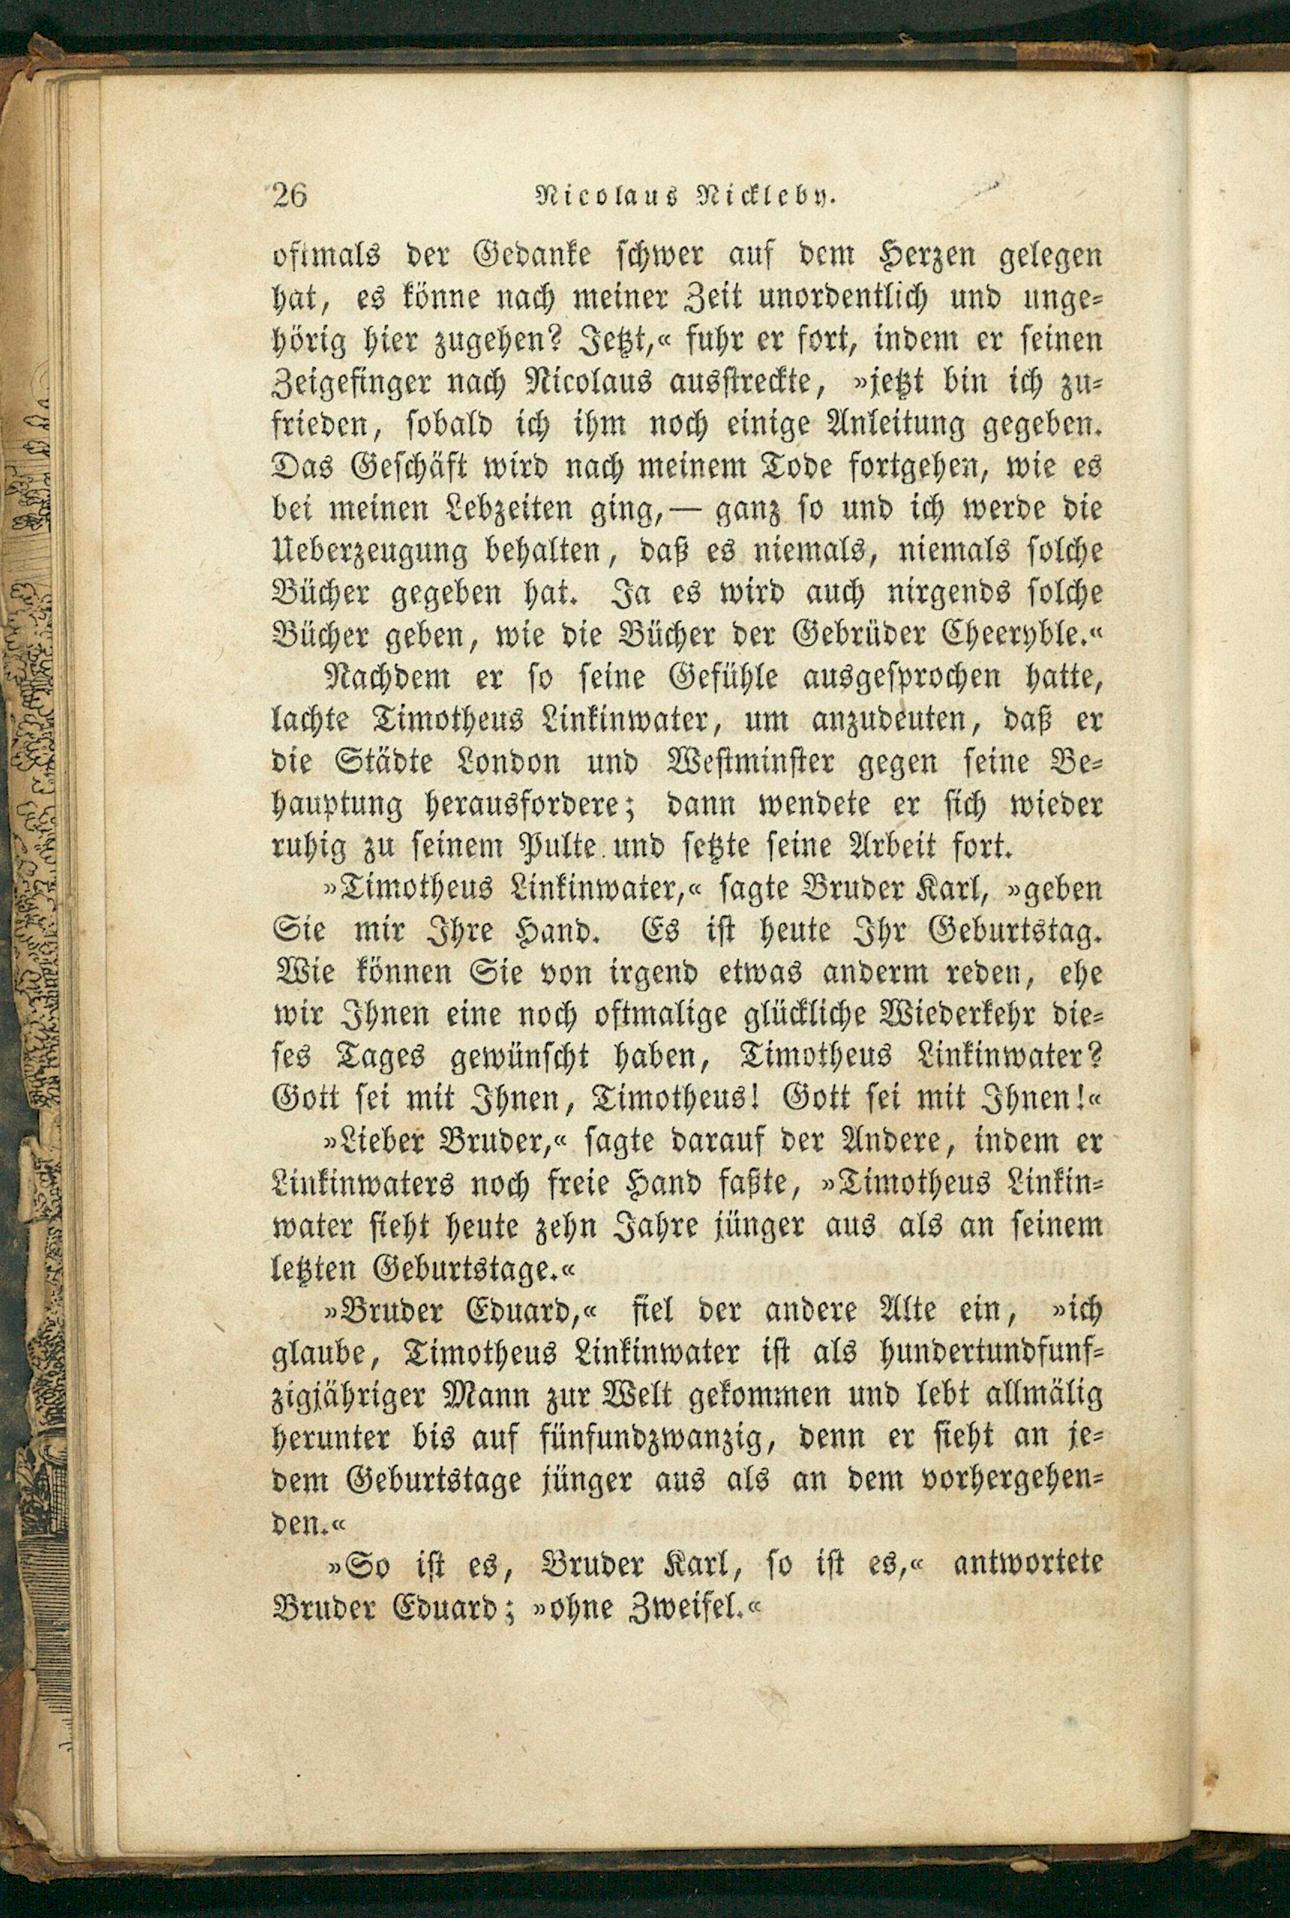 26 Nicolaus Nickleby.
oftmals der Gedanke schwer auf dem Herzen gelegen
hat, es könne nach meiner Zeit unordentlich und unge-
hörig hier zugehen? Jetzt,« fuhr er fort, indem er seinen
Zeigefinger nach Nicolaus ausstreckte, »jetzt bin ich zu-
frieden, sobald ich ihm noch einige Anleitung gegeben.
Das Geschäft wird nach meinem Tode fortgehen, wie es
bei meinen Lebzeiten ging, — ganz so und ich werde die
Ueberzeugung behalten, daß es niemals, niemals solche
Bücher gegeben hat. Ja es wird auch nirgends solche
Bücher geben, wie die Bücher der Gebrüder Cheeryble.«
Nachdem er so seine Gefühle ausgesprochen hatte,
lachte Timotheus Linkinwater, um anzudeuten, daß er
die Städte London und Westminster gegen seine Be-
hauptung herausfordere; dann wendete er sich wieder
ruhig zu seinem Pulte und setzte seine Arbeit fort.
»Timotheus Linkinwater,« sagte Bruder Karl, »geben
Sie mir Ihre Hand. Es ist heute Ihr Geburtstag.
Wie können Sie von irgend etwas anderm reden, ehe
wir Ihnen eine noch oftmalige glückliche Wiederkehr die-
ses Tages gewünscht haben, Timotheus Linkinwater?
Gott sei mit Ihnen, Timotheus! Gott sei mit Ihnen!«
»Lieber Bruder,« sagte darauf der Andere, indem er
Linkinwaters noch freie Hand faßte, »Timotheus Linkin-
water sieht heute zehn Jahre jünger aus als an seinem
letzten Geburtstage.«
»Bruder Eduard,« fiel der andere Alte ein, »ich
glaube, Timotheus Linkinwater ist als hundertundfunf-
zigjähriger Mann zur Welt gekommen und lebt allmälig
herunter bis auf fünfundzwanzig, denn er sieht an je-
dem Geburtstage jünger aus als an dem vorhergehen-
den.«
»So ist es, Bruder Karl, so ist es,« antwortete
Bruder Eduard; »ohne Zweifel.«